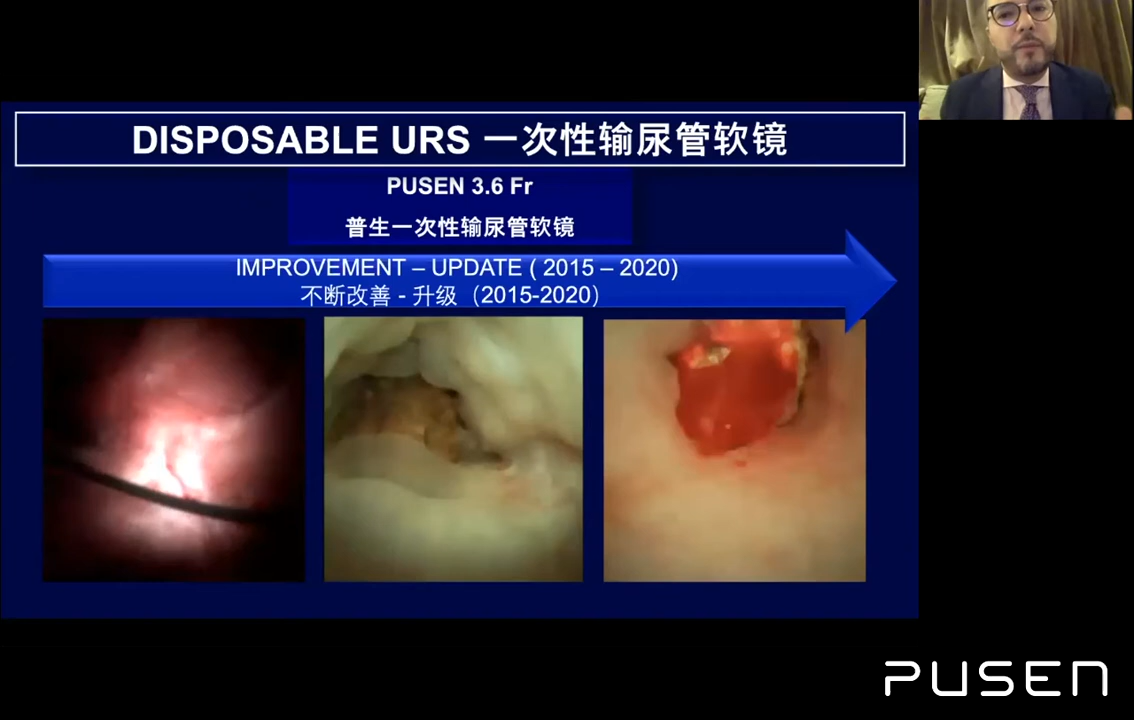 DISPOSABLE URS 一次性输尿管软镜
PUSEN 3.6 Fr
普生一次性输尿管软镜
IMPROVEMENT – UPDATE ( 2015 – 2020)
不断改善 - 升级（2015-2020）
PUSEN